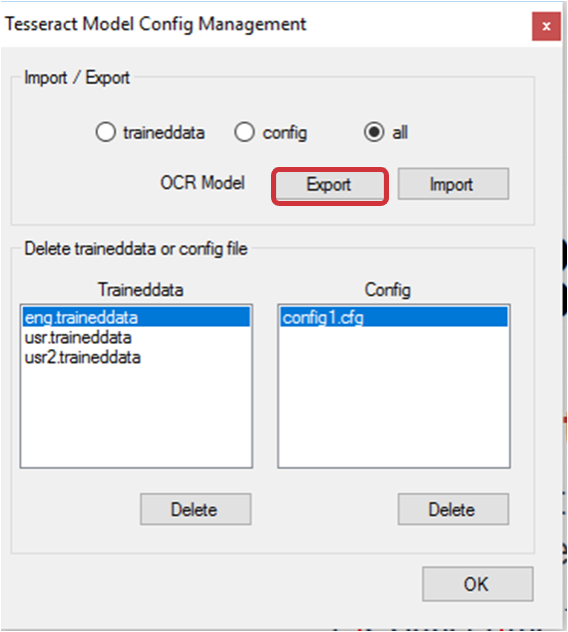 Tesseract Model Config Management
x
Import / Export
traineddata config all
OCR Model Export Import
Delete traineddata or config file
Traineddata Config
eng.traineddata config1.cfg
usr.traineddata
usr2.traineddata
Delete Delete
OK